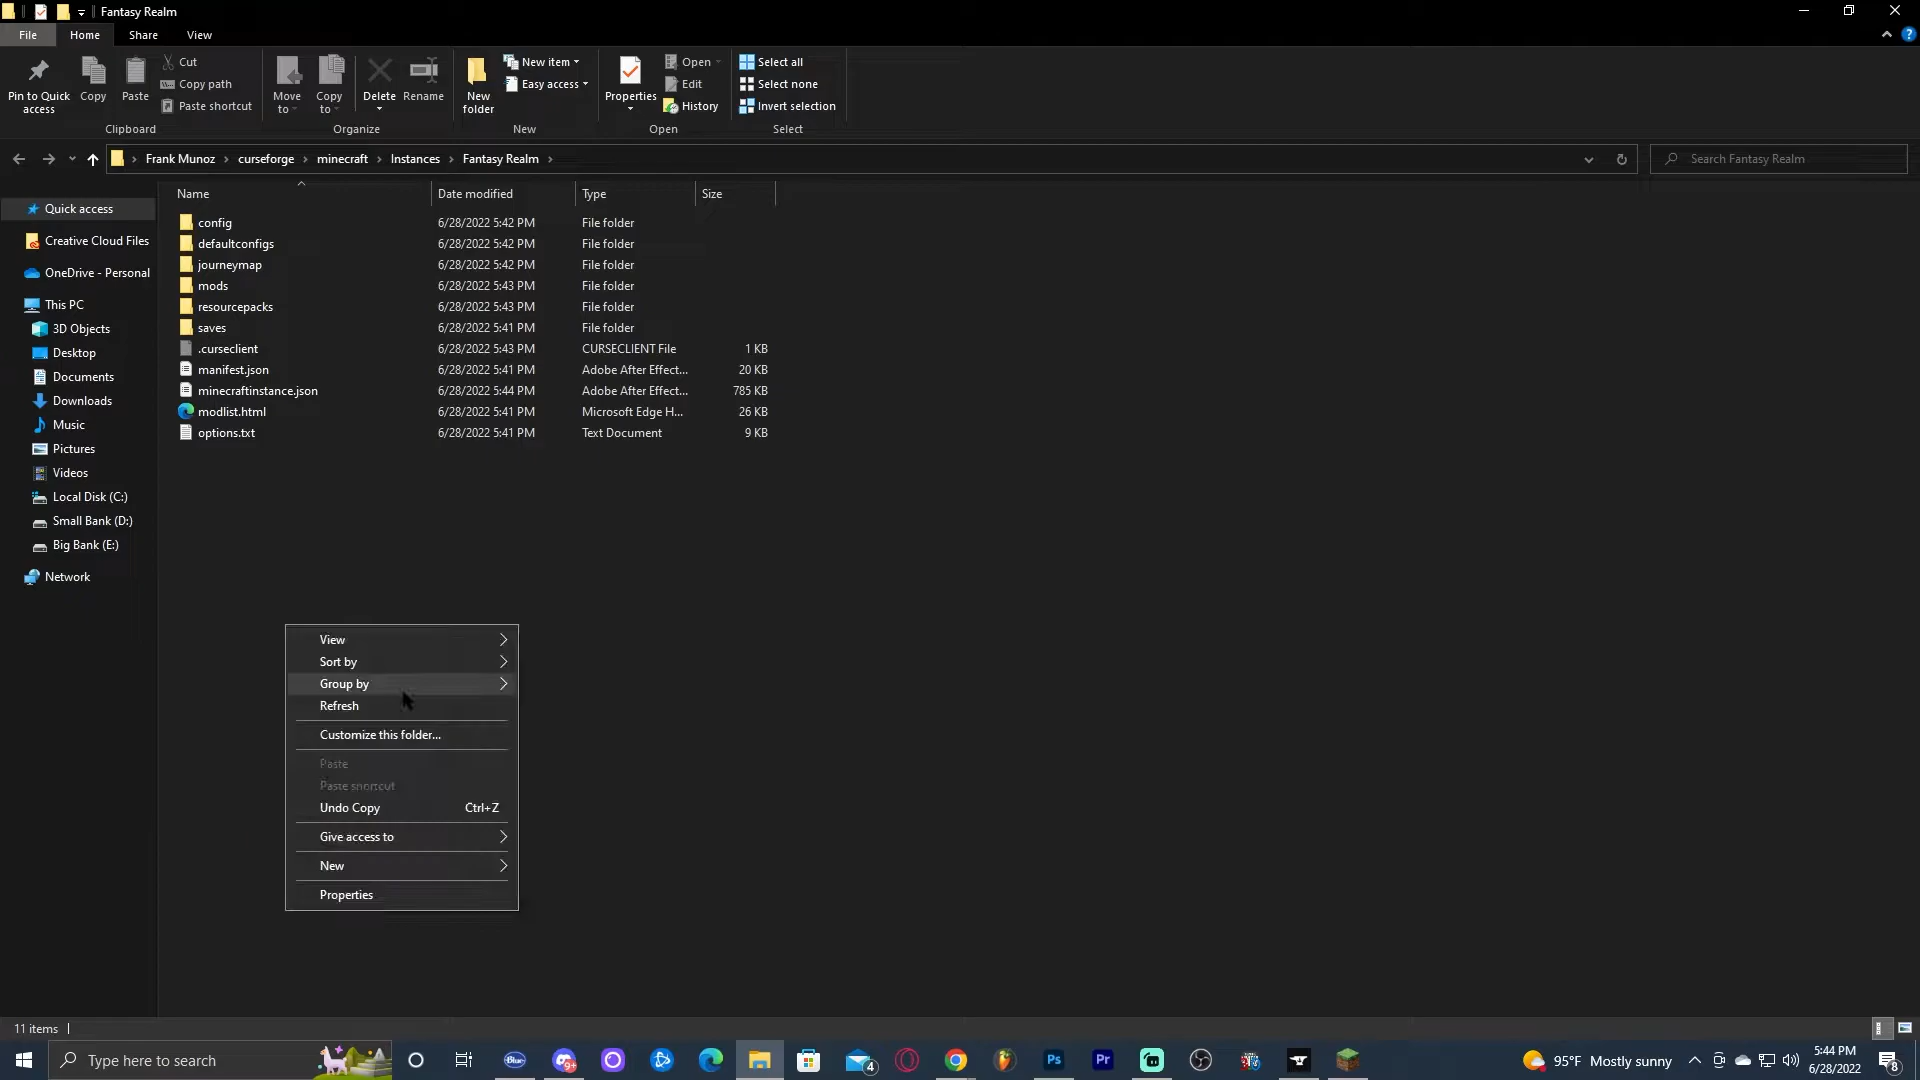 Fantasy Realm
File Home Share View
Pin to Quick access
Copy
Paste
Cut
Copy path
Paste shortcut
Clipboard
Move to
Copy to
Delete
Rename
Organize
New folder
New item
Easy access
New
Properties
Open
Edit
History
Open
Select all
Select none
Invert selection
Select
Frank Munoz › curseforge › minecraft › Instances › Fantasy Realm ›
Search Fantasy Realm
Quick access
Creative Cloud Files
OneDrive - Personal
This PC
3D Objects
Desktop
Documents
Downloads
Music
Pictures
Videos
Local Disk (C:)
Small Bank (D:)
Big Bank (E:)
Network
Name Date modified Type Size
config 6/28/2022 5:42 PM File folder
defaultconfigs 6/28/2022 5:42 PM File folder
journeymap 6/28/2022 5:42 PM File folder
mods 6/28/2022 5:43 PM File folder
resourcepacks 6/28/2022 5:43 PM File folder
saves 6/28/2022 5:41 PM File folder
.curseclient 6/28/2022 5:43 PM CURSECLIENT File 1 KB
manifest.json 6/28/2022 5:41 PM Adobe After Effect... 20 KB
minecraftinstance.json 6/28/2022 5:44 PM Adobe After Effect... 785 KB
modlist.html 6/28/2022 5:41 PM Microsoft Edge H... 26 KB
options.txt 6/28/2022 5:41 PM Text Document 9 KB
View
Sort by
Group by
Refresh
Customize this folder...
Paste
Paste shortcut
Undo Copy Ctrl+Z
Give access to
New
Properties
11 items
Type here to search
Blue
9+
4
Ps
Pr
95°F Mostly sunny
5:44 PM
6/28/2022
8